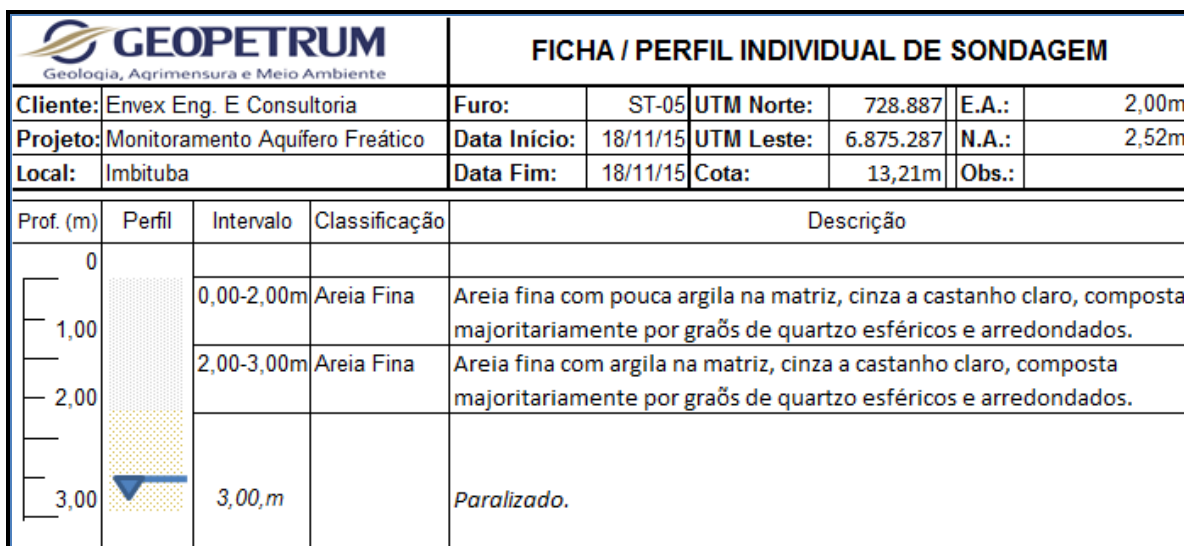 GEOPETRUM
Geologia, Agrimensura e Meio Ambiente
FICHA / PERFIL INDIVIDUAL DE SONDAGEM
Cliente: Envex Eng. E Consultoria Furo: ST-05 UTM Norte: 728.887 E.A.: 2,00m
Projeto: Monitoramento Aquífero Freático Data Início: 18/11/15 UTM Leste: 6.875.287 N.A.: 2,52m
Local: Imbituba Data Fim: 18/11/15 Cota: 13,21m Obs.:
Prof. (m) Perfil Intervalo Classificação Descrição
0
0,00-2,00m Areia Fina Areia fina com pouca argila na matriz, cinza a castanho claro, composta
1,00 majoritariamente por graõs de quartzo esféricos e arredondados.
2,00-3,00m Areia Fina Areia fina com argila na matriz, cinza a castanho claro, composta
2,00 majoritariamente por graõs de quartzo esféricos e arredondados.
3,00 3,00,m Paralizado.